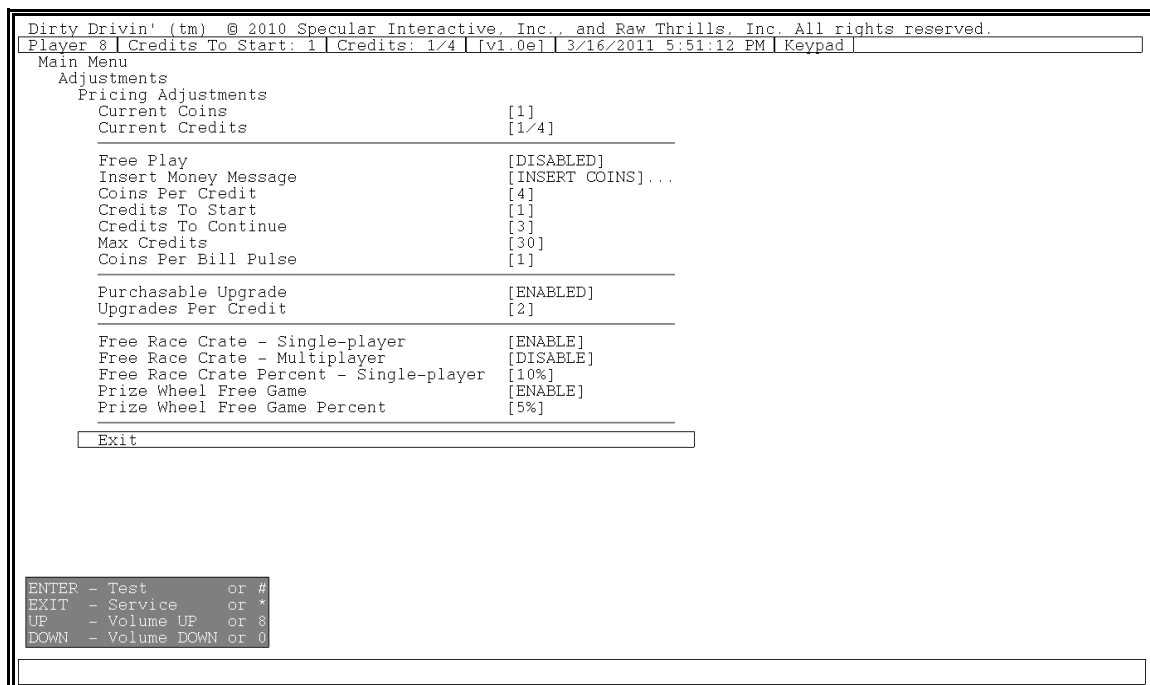 Dirty Drivin' (tm) © 2010 Specular Interactive, Inc., and Raw Thrills, Inc. All rights reserved.
Player 8 | Credits To Start: 1 | Credits: 1/4 | [v1.0e] | 3/16/2011 5:51:12 PM | Keypad |
Main Menu
Adjustments
Pricing Adjustments
Current Coins [1]
Current Credits [1/4]
Free Play [DISABLED]
Insert Money Message [INSERT COINS]...
Coins Per Credit [4]
Credits To Start [1]
Credits To Continue [3]
Max Credits [30]
Coins Per Bill Pulse [1]
Purchasable Upgrade [ENABLED]
Upgrades Per Credit [2]
Free Race Crate - Single-player [ENABLE]
Free Race Crate - Multiplayer [DISABLE]
Free Race Crate Percent - Single-player [10%]
Prize Wheel Free Game [ENABLE]
Prize Wheel Free Game Percent [5%]
Exit
ENTER - Test or #
EXIT - Service or *
UP - Volume UP or 8
DOWN - Volume DOWN or 0